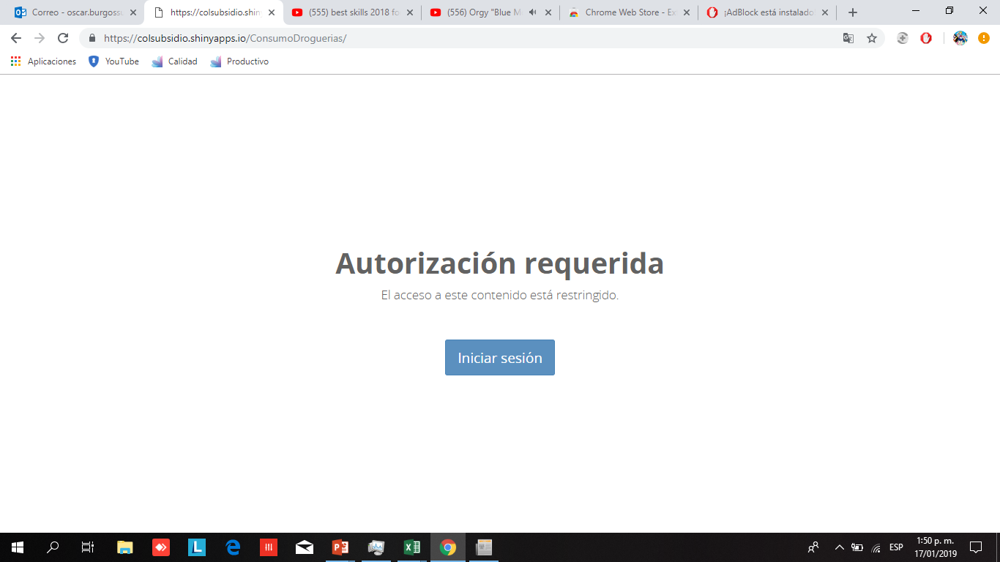 Correo - oscar.burgoss
https://colsubsidio.shin
(555) best skills 2018 fo
(556) Orgy "Blue M
Chrome Web Store - Ex
¡AdBlock está instalado!
https://colsubsidio.shinyapps.io/ConsumoDroguerias/
Aplicaciones
YouTube
Calidad
Productivo
Autorización requerida
El acceso a este contenido está restringido.
Iniciar sesión
ESP
1:50 p. m.
17/01/2019